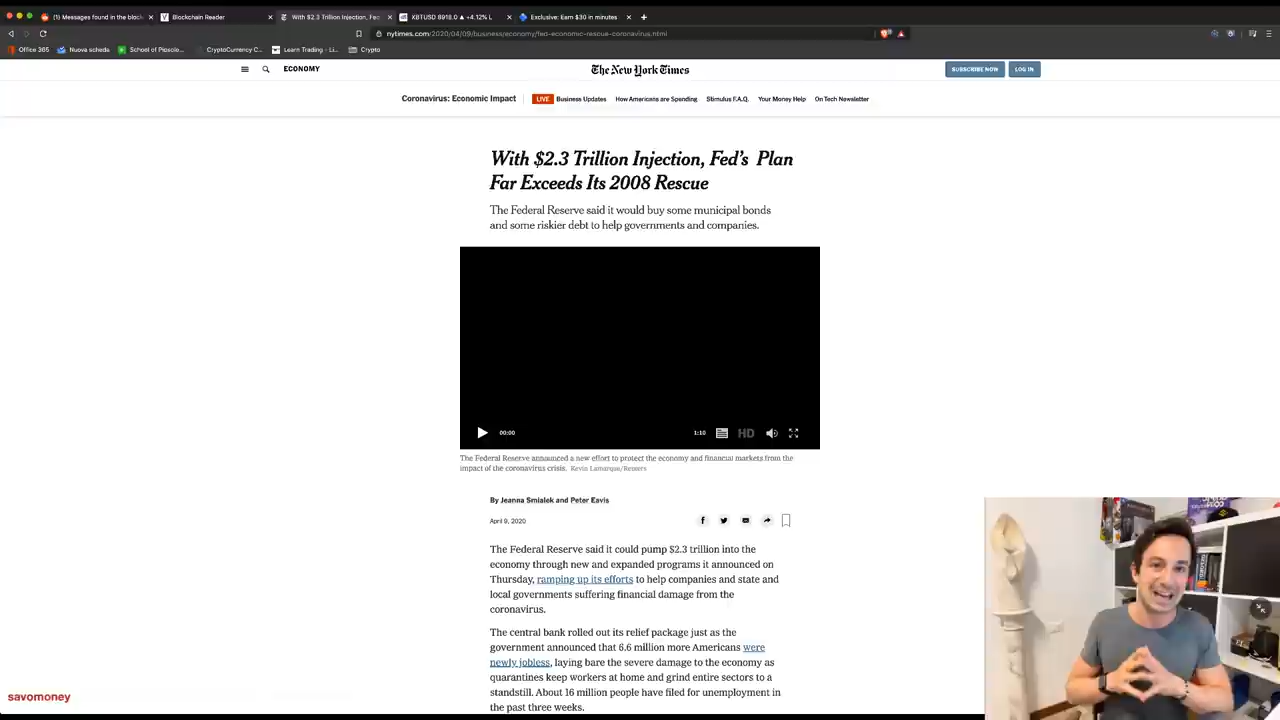 (1) Messages found in the block
Blockchain Reader
With $2.3 Trillion Injection, Fed's
XBTUSD 8918.0 ▲ +4.12% L
Exclusive: Earn $30 in minutes
nytimes.com/2020/04/09/business/economy/fed-economic-rescue-coronavirus.html
Office 365
Nuova scheda
School of Pipsolo...
CryptoCurrency C...
Learn Trading - Li...
Crypto
ECONOMY
The New York Times
SUBSCRIBE NOW
LOG IN
Coronavirus: Economic Impact
LIVE Business Updates
How Americans are Spending
Stimulus F.A.Q.
Your Money Help
On Tech Newsletter
With $2.3 Trillion Injection, Fed's Plan
Far Exceeds Its 2008 Rescue
The Federal Reserve said it would buy some municipal bonds
and some riskier debt to help governments and companies.
00:00
1:10
HD
The Federal Reserve announced a new effort to protect the economy and financial markets from the
impact of the coronavirus crisis. Kevin Lamarque/Reuters
By Jeanna Smialek and Peter Eavis
April 9, 2020
The Federal Reserve said it could pump $2.3 trillion into the
economy through new and expanded programs it announced on
Thursday, ramping up its efforts to help companies and state and
local governments suffering financial damage from the
coronavirus.
The central bank rolled out its relief package just as the
government announced that 6.6 million more Americans were
newly jobless, laying bare the severe damage to the economy as
quarantines keep workers at home and grind entire sectors to a
standstill. About 16 million people have filed for unemployment in
the past three weeks.
savomoney